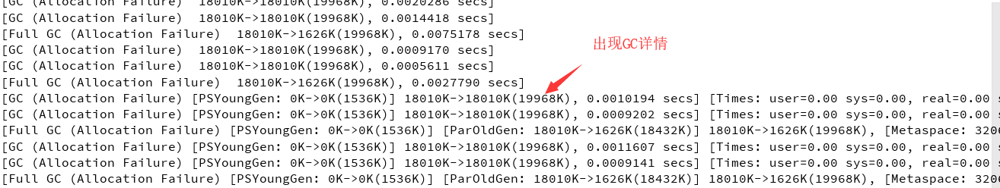 [GC (Allocation Failure)  18010K->18010K(19968K), 0.0020286 secs]
[GC (Allocation Failure)  18010K->18010K(19968K), 0.0014418 secs]
[Full GC (Allocation Failure)  18010K->1626K(19968K), 0.0075178 secs]
出现GC详情
[GC (Allocation Failure)  18010K->18010K(19968K), 0.0009170 secs]
[GC (Allocation Failure)  18010K->18010K(19968K), 0.0005611 secs]
[Full GC (Allocation Failure)  18010K->1626K(19968K), 0.0027790 secs]
[GC (Allocation Failure) [PSYoungGen: 0K->0K(1536K)] 18010K->18010K(19968K), 0.0010194 secs] [Times: user=0.00 sys=0.00, real=0.00 s
[GC (Allocation Failure) [PSYoungGen: 0K->0K(1536K)] 18010K->18010K(19968K), 0.0009202 secs] [Times: user=0.00 sys=0.00, real=0.00 s
[Full GC (Allocation Failure) [PSYoungGen: 0K->0K(1536K)] [ParOldGen: 18010K->1626K(18432K)] 18010K->1626K(19968K), [Metaspace: 320
[GC (Allocation Failure) [PSYoungGen: 0K->0K(1536K)] 18010K->18010K(19968K), 0.0011607 secs] [Times: user=0.00 sys=0.00, real=0.00 s
[GC (Allocation Failure) [PSYoungGen: 0K->0K(1536K)] 18010K->18010K(19968K), 0.0009141 secs] [Times: user=0.00 sys=0.00, real=0.00 s
[Full GC (Allocation Failure) [PSYoungGen: 0K->0K(1536K)] [ParOldGen: 18010K->1626K(18432K)] 18010K->1626K(19968K), [Metaspace: 320